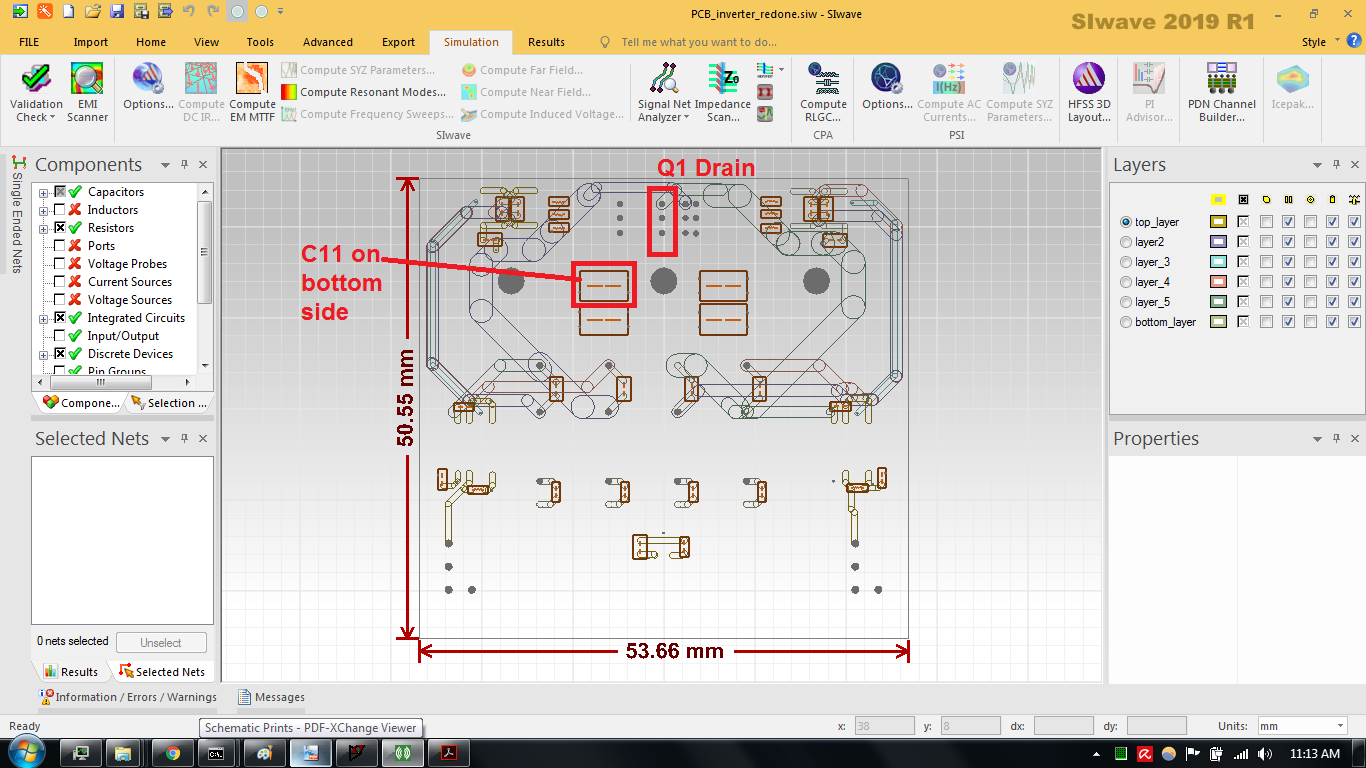 PCB_inverter_redone.siw - SIwave
SIwave 2019 R1
FILE Import Home View Tools Advanced Export Simulation Results Tell me what you want to do... Style
Validation Check
EMI Scanner
Options...
Compute DC IR...
Compute EM MTTF
Compute SYZ Parameters...
Compute Resonant Modes...
Compute Frequency Sweeps...
Compute Far Field...
Compute Near Field...
Compute Induced Voltage...
SIwave
Signal Net Analyzer
Z0
Impedance Scan...
Compute RLGC...
CPA
Options...
I(Hz)
Compute AC Currents...
Compute SYZ Parameters...
PSI
HFSS 3D Layout...
PI Advisor...
PDN Channel Builder...
Icepak...
Single Ended Nets
Components
Capacitors
Inductors
Resistors
Ports
Voltage Probes
Current Sources
Voltage Sources
Integrated Circuits
Input/Output
Discrete Devices
Pin Groups
Compone...
Selection ...
Selected Nets
0 nets selected
Unselect
Results
Selected Nets
Q1 Drain
C11 on
bottom
side
50.55 mm
53.66 mm
Layers
top_layer
layer2
layer_3
layer_4
layer_5
bottom_layer
Properties
Information / Errors / Warnings
Messages
Ready
Schematic Prints - PDF-XChange Viewer
x: 38 y: 8 dx: dy: Units: mm
11:13 AM